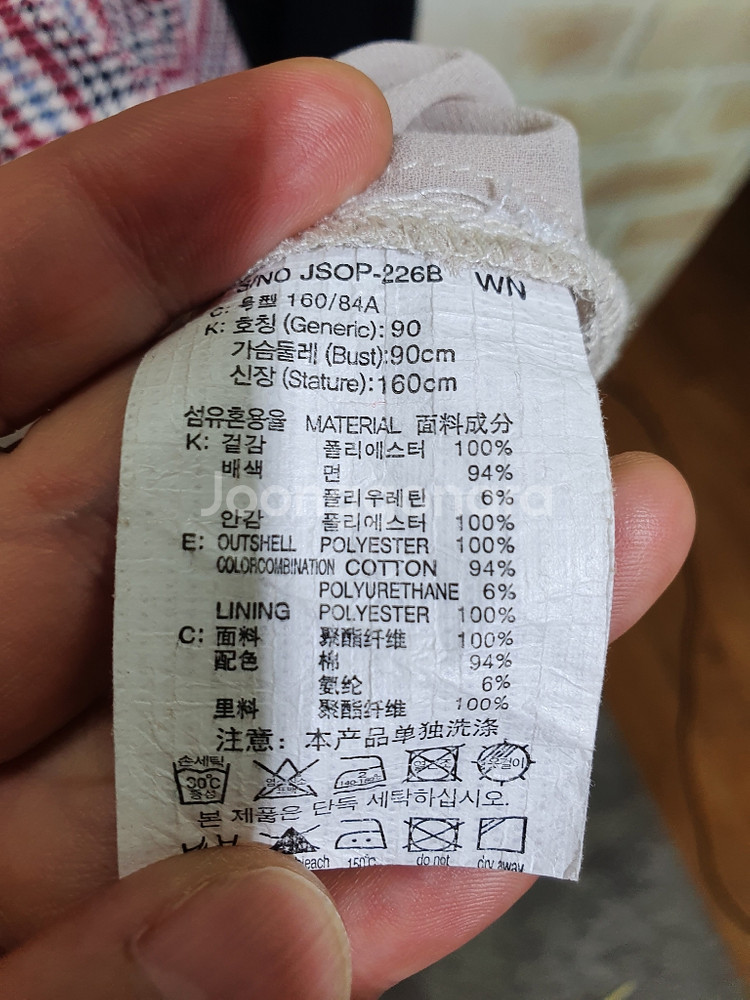 S/NO JSOP-226B WN
C: 号型 160/84A
K: 호칭 (Generic): 90
가슴둘레 (Bust):90cm
신장 (Stature):160cm
섬유혼용율 MATERIAL 面料成分
K: 겉감 폴리에스터 100%
배색 면 94%
폴리우레탄 6%
안감 폴리에스터 100%
E: OUTSHELL POLYESTER 100%
COLORCOMBINATION COTTON 94%
POLYURETHANE 6%
LINING POLYESTER 100%
C: 面料 聚酯纤维 100%
配色 棉 94%
氨纶 6%
里料 聚酯纤维 100%
注意: 本产品单独洗涤
손세탁 30℃ 중성
2 140-160℃
본 제품은 단독 세탁하십시오.
150℃ do not dry away